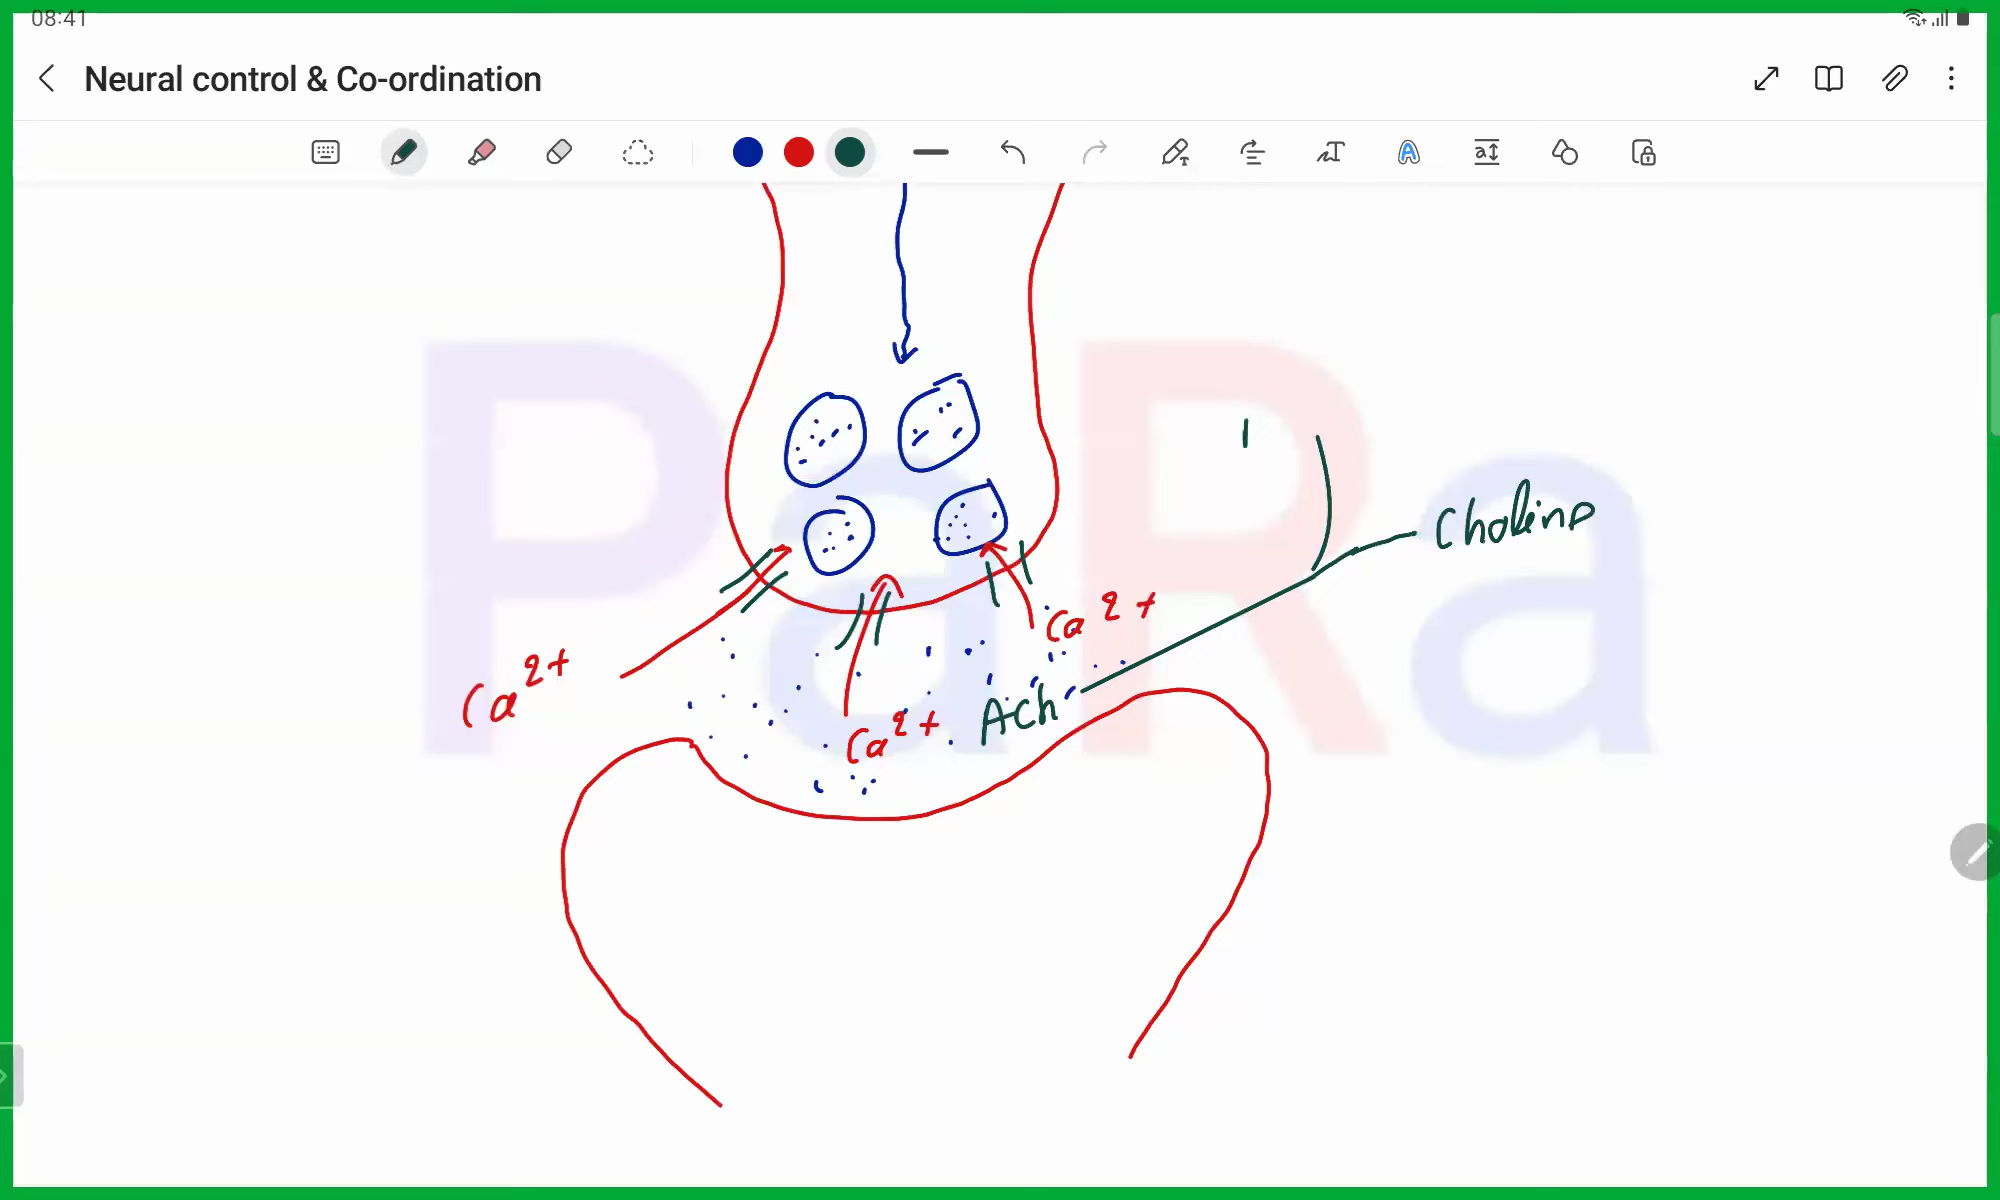 08:41
Neural control & Co-ordination
Choline
Ca2+
Ca2+
Ach
Ca2+
PaRa